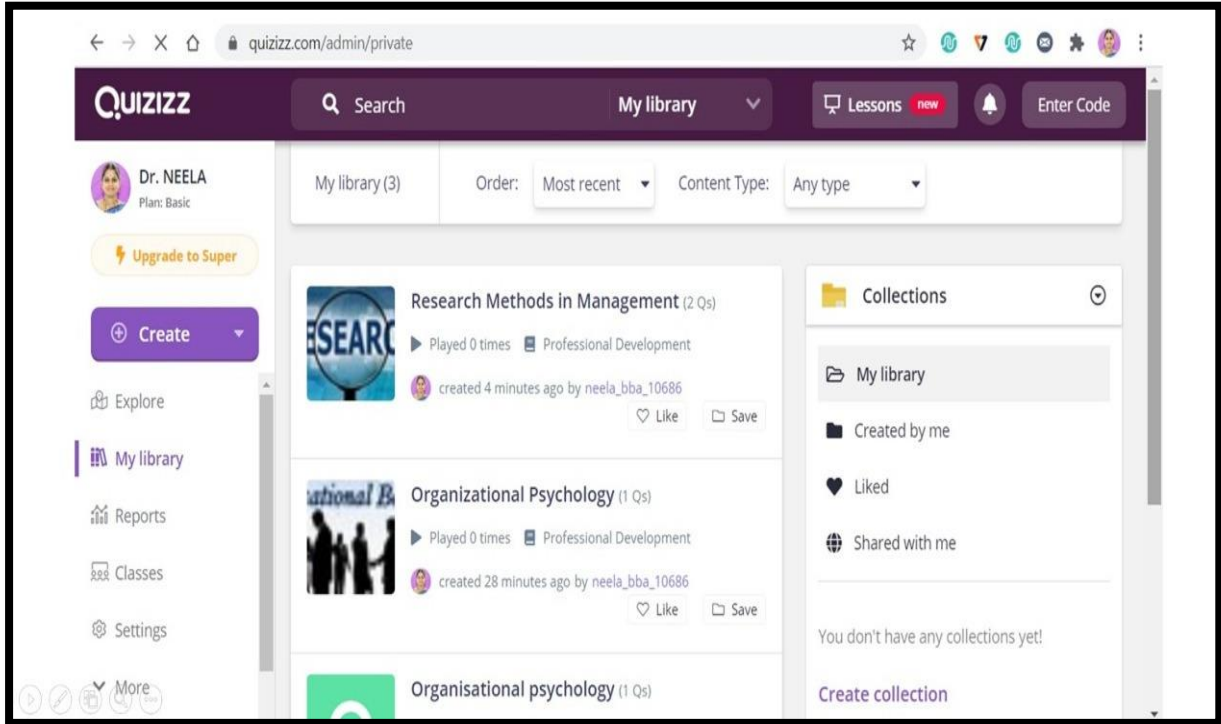 quizizz.com/admin/private
QUIZIZZ
Search
My library
Lessons new
Enter Code
Dr. NEELA
Plan: Basic
Upgrade to Super
Create
Explore
My library
Reports
Classes
Settings
More
My library (3)
Order: Most recent
Content Type: Any type
ESEARC
Research Methods in Management (2 Qs)
Played 0 times Professional Development
created 4 minutes ago by neela_bba_10686
Like Save
ational Be
Organizational Psychology (1 Qs)
Played 0 times Professional Development
created 28 minutes ago by neela_bba_10686
Like Save
Organisational psychology (1 Qs)
Collections
My library
Created by me
Liked
Shared with me
You don't have any collections yet!
Create collection